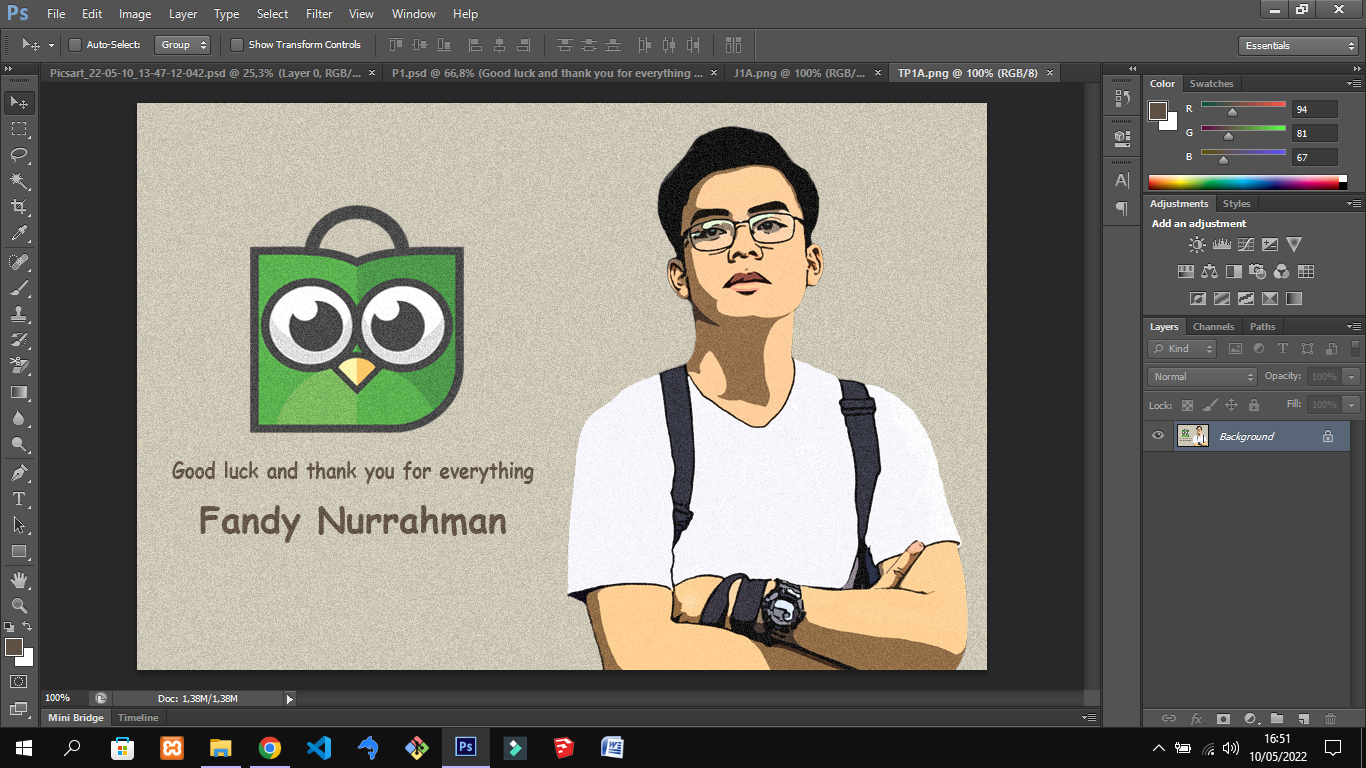 Ps File Edit Image Layer Type Select Filter View Window Help
Auto-Select: Group Show Transform Controls Essentials
Picsart_22-05-10_13-47-12-042.psd @ 25,3% (Layer 0, RGB/... × P1.psd @ 66,8% (Good luck and thank you for everything ... × J1A.png @ 100% (RGB/... × TP1A.png @ 100% (RGB/8) ×
Color Swatches
R 94
G 81
B 67
Adjustments Styles
Add an adjustment
Layers Channels Paths
Kind
Normal Opacity: 100%
Lock: Fill: 100%
Background
Good luck and thank you for everything
Fandy Nurrahman
100% Doc: 1,38M/1,38M
Mini Bridge Timeline
Ps
16:51
10/05/2022